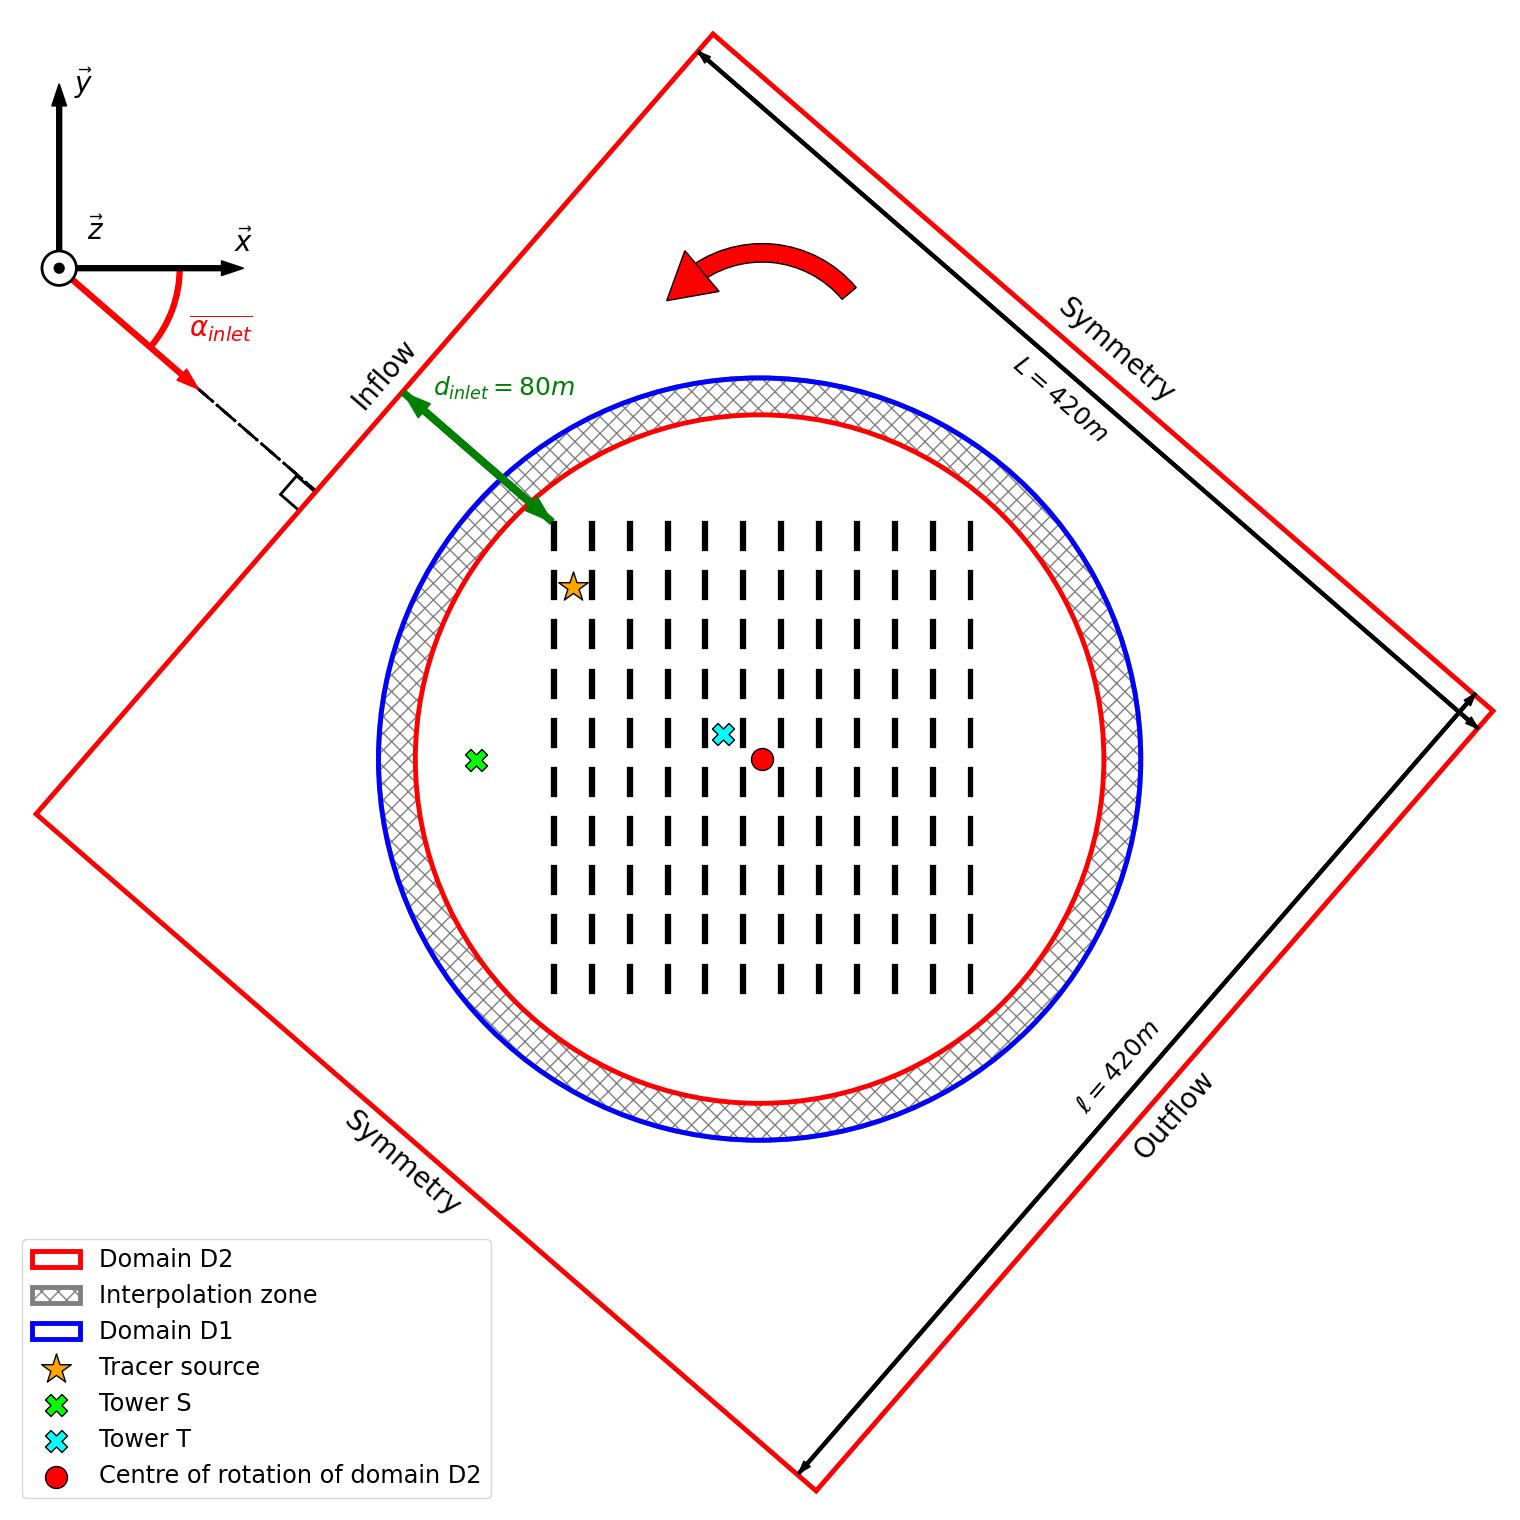 y⃗
z⃗
x⃗
α̅_inlet
Inflow
d_inlet = 80m
Symmetry
L = 420m
ℓ = 420m
Outflow
Symmetry
Domain D2
Interpolation zone
Domain D1
Tracer source
Tower S
Tower T
Centre of rotation of domain D2